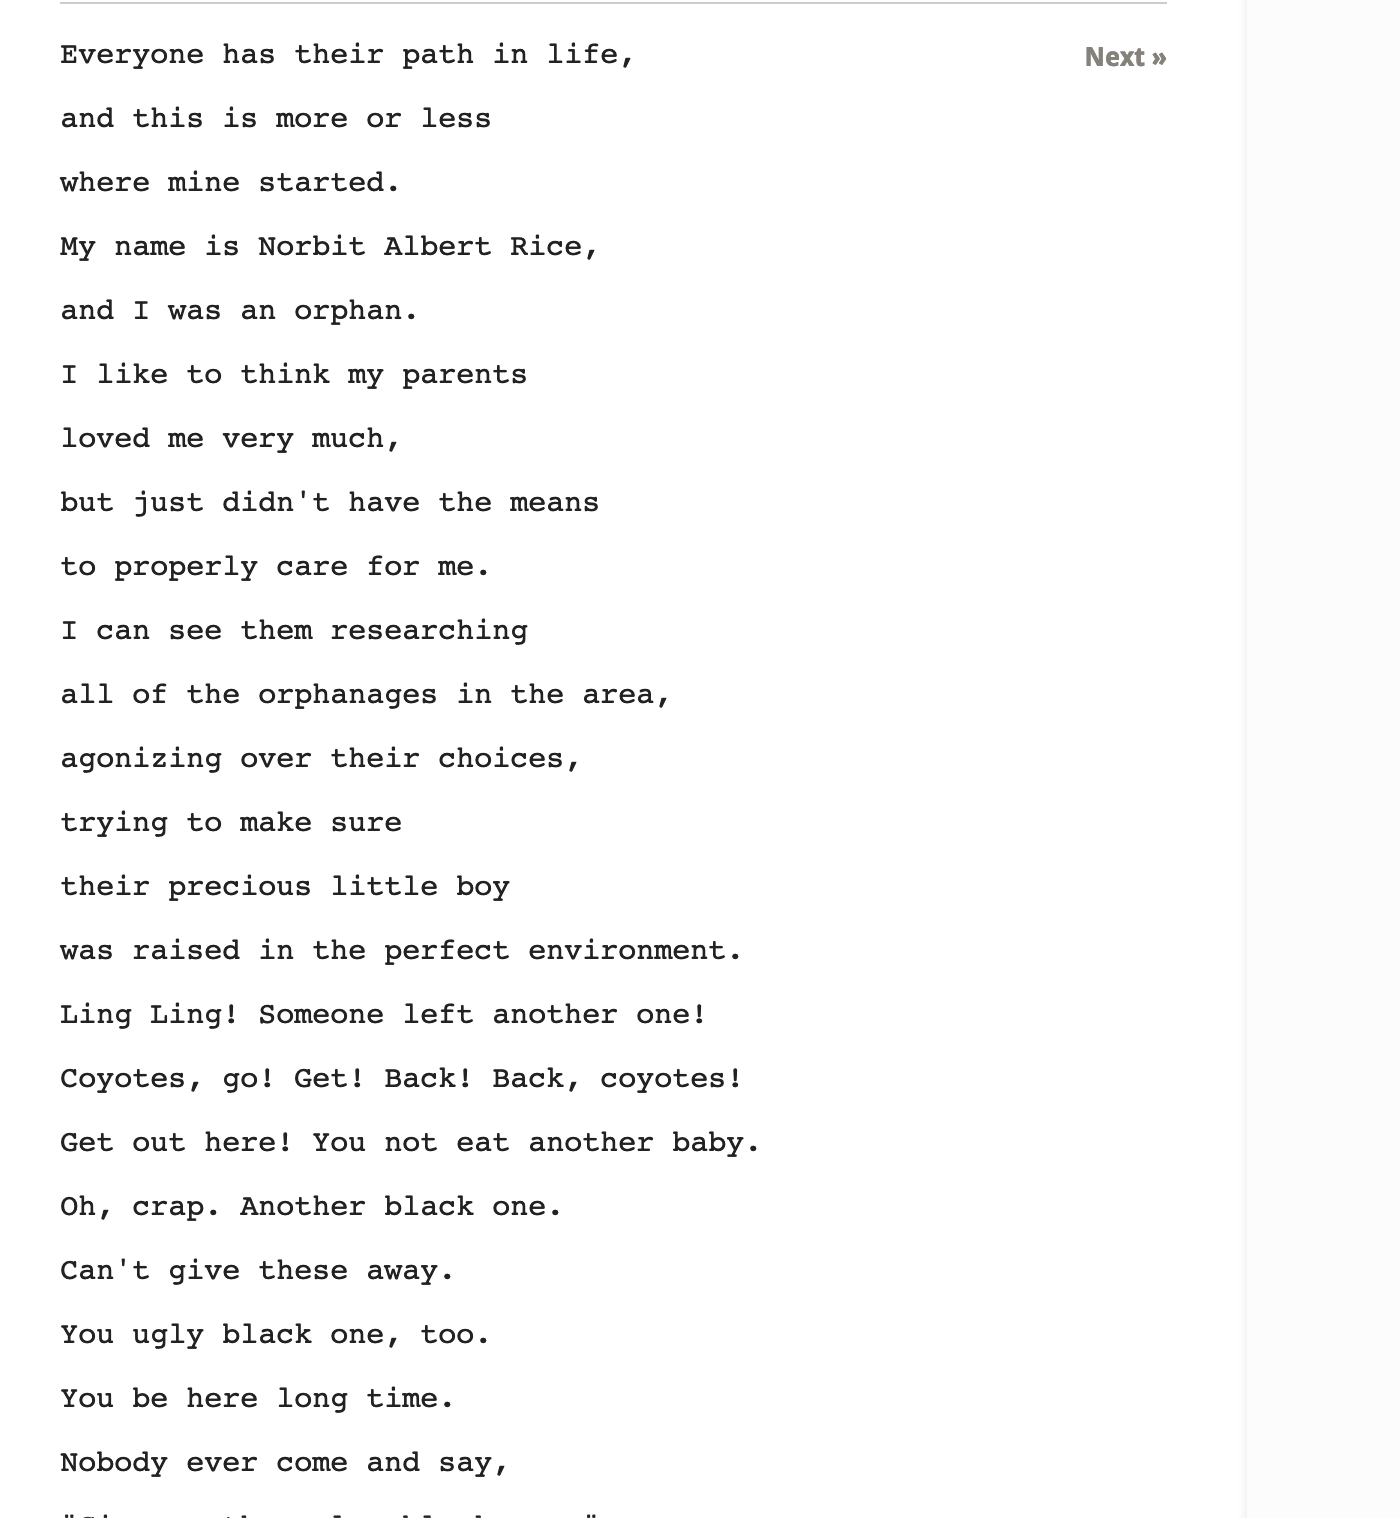 Everyone has their path in life,
Next »
and this is more or less
where mine started.
My name is Norbit Albert Rice,
and I was an orphan.
I like to think my parents
loved me very much,
but just didn't have the means
to properly care for me.
I can see them researching
all of the orphanages in the area,
agonizing over their choices,
trying to make sure
their precious little boy
was raised in the perfect environment.
Ling Ling! Someone left another one!
Coyotes, go! Get! Back! Back, coyotes!
Get out here! You not eat another baby.
Oh, crap. Another black one.
Can't give these away.
You ugly black one, too.
You be here long time.
Nobody ever come and say,